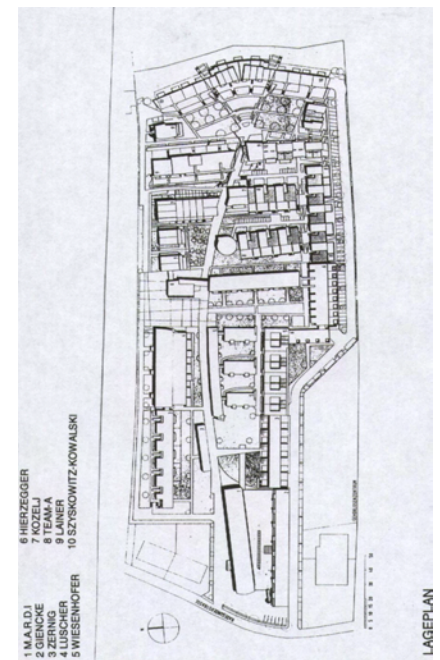 1 M.A.R.D.I
2 GIENCKE
3 ZERNIG
4 LUSCHER
5 WIESENHOFER
6 HIERZEGGER
7 KOZELJ
8 TEAM-A
9 LAINER
10 SZYSKOWITZ-KOWALSKI
LAGEPLAN